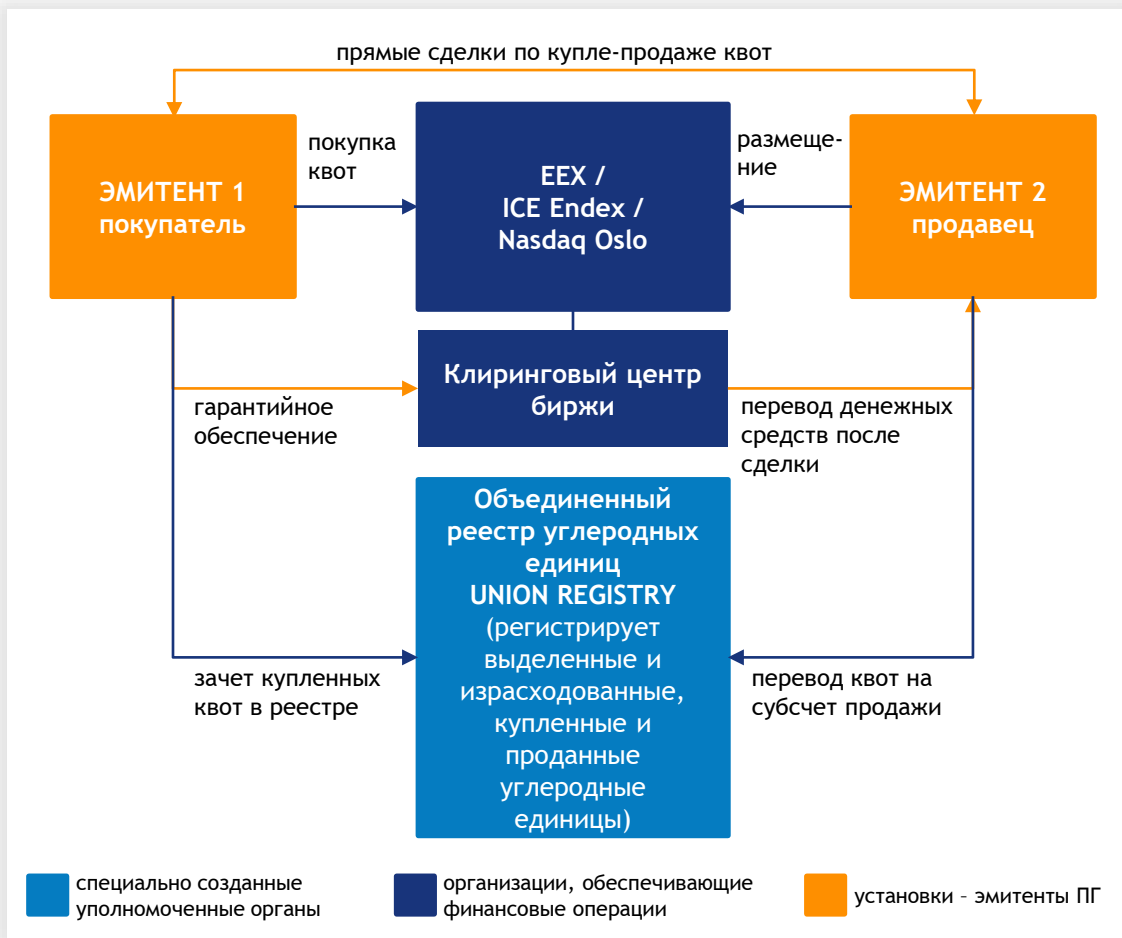 прямые сделки по купле-продаже квот
ЭМИТЕНТ 1
покупатель
покупка
квот
EEX /
ICE Endex /
Nasdaq Oslo
размеще-
ние
ЭМИТЕНТ 2
продавец
гарантийное
обеспечение
Клиринговый центр
биржи
перевод денежных
средств после
сделки
Объединенный
реестр углеродных
единиц
UNION REGISTRY
(регистрирует
выделенные и
израсходованные,
купленные и
проданные
углеродные
единицы)
зачет купленных
квот в реестре
перевод квот на
субсчет продажи
специально созданные
уполномоченные органы
организации, обеспечивающие
финансовые операции
установки - эмитенты ПГ